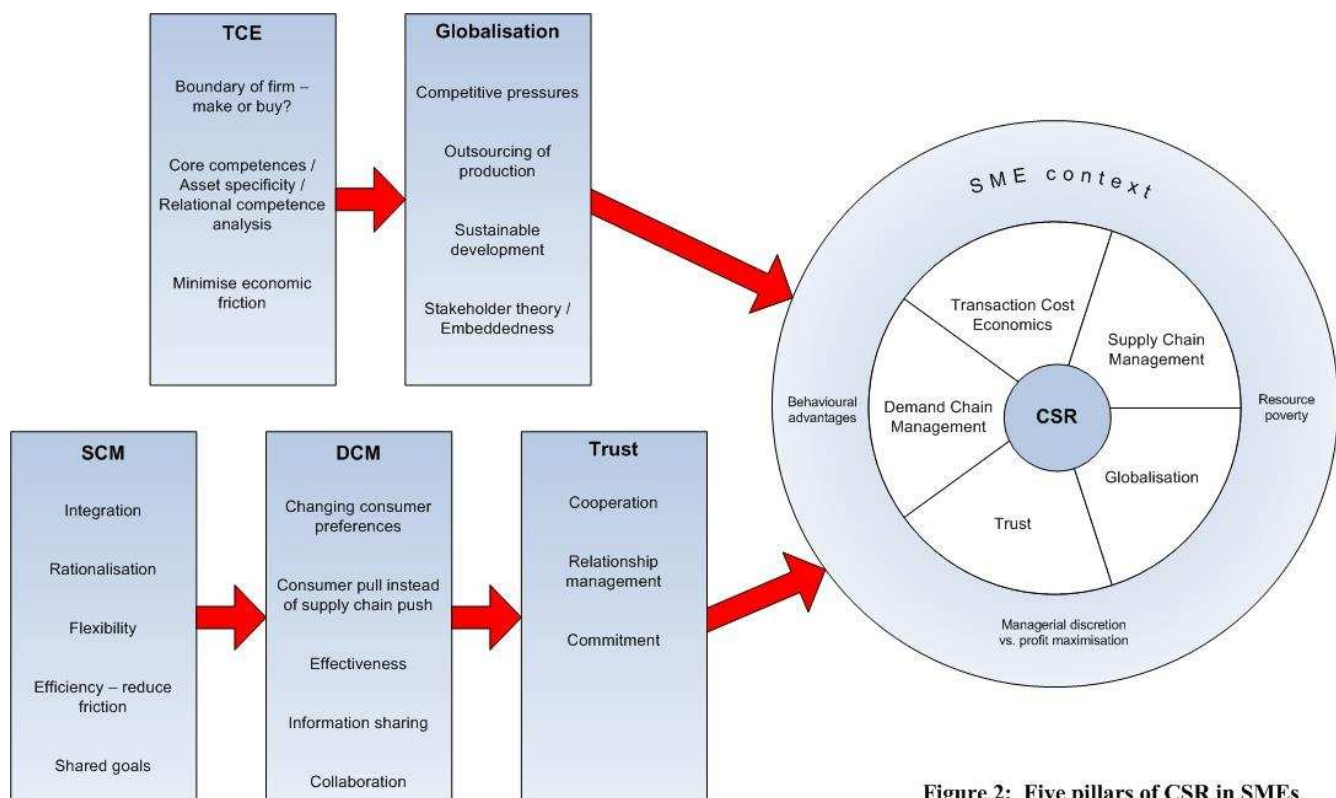 TCE
Boundary of firm –
make or buy?
Core competences /
Asset specificity /
Relational competence
analysis
Minimise economic
friction
Globalisation
Competitive pressures
Outsourcing of
production
Sustainable
development
Stakeholder theory /
Embeddedness
SCM
Integration
Rationalisation
Flexibility
Efficiency – reduce
friction
Shared goals
DCM
Changing consumer
preferences
Consumer pull instead
of supply chain push
Effectiveness
Information sharing
Collaboration
Trust
Cooperation
Relationship
management
Commitment
SME context
Transaction Cost
Economics
Supply Chain
Management
Behavioural
advantages
Demand Chain
Management
CSR
Resource
poverty
Globalisation
Trust
Managerial discretion
vs. profit maximisation
Figure 2: Five pillars of CSR in SMEs